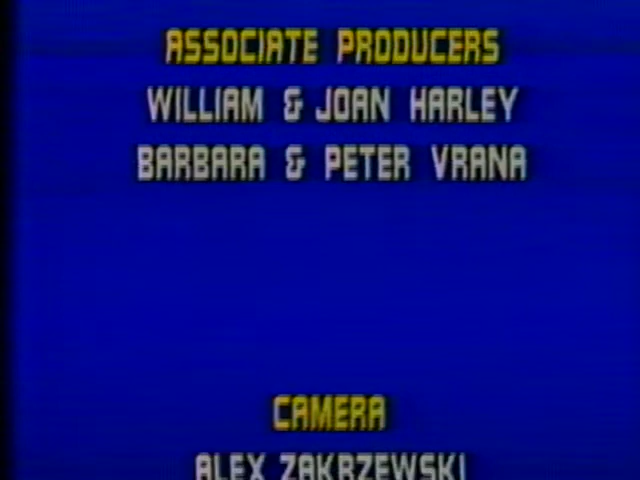 ASSOCIATE PRODUCERS
WILLIAM & JOAN HARLEY
BARBARA & PETER VRANA
CAMERA
ALEX ZAKRZEWSKI